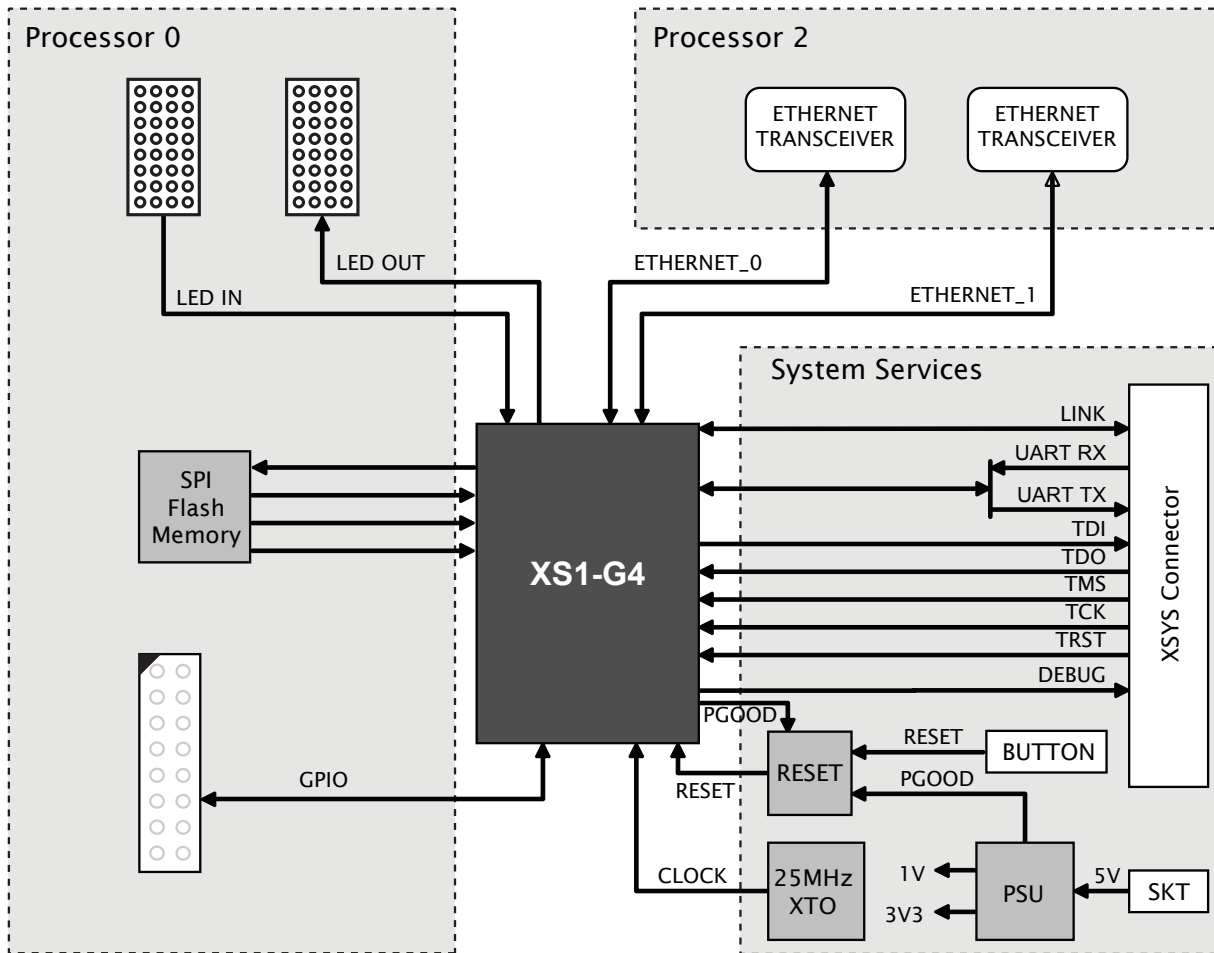 Processor 0
Processor 2
ETHERNET
TRANSCEIVER
ETHERNET
TRANSCEIVER
LED OUT
ETHERNET_0
LED IN
ETHERNET_1
System Services
LINK
UART RX
UART TX
TDI
TDO
TMS
TCK
TRST
DEBUG
XSYS Connector
SPI
Flash
Memory
XS1-G4
PGOOD
RESET
BUTTON
RESET
RESET
PGOOD
GPIO
CLOCK
25MHz
XTO
1V
3V3
PSU
5V
SKT